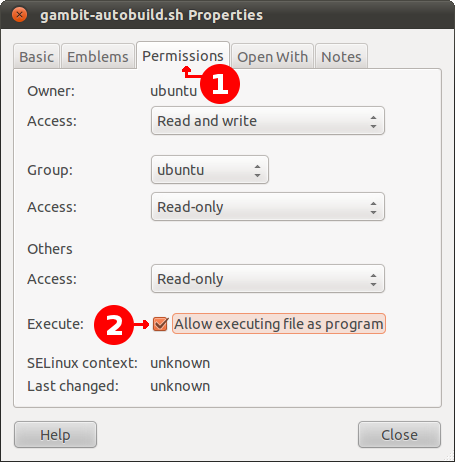 gambit-autobuild.sh Properties
Basic Emblems Permissions Open With Notes
Owner: ubuntu
1
Access: Read and write
Group: ubuntu
Access: Read-only
Others
Access: Read-only
Execute: 2 Allow executing file as program
SELinux context: unknown
Last changed: unknown
Help Close